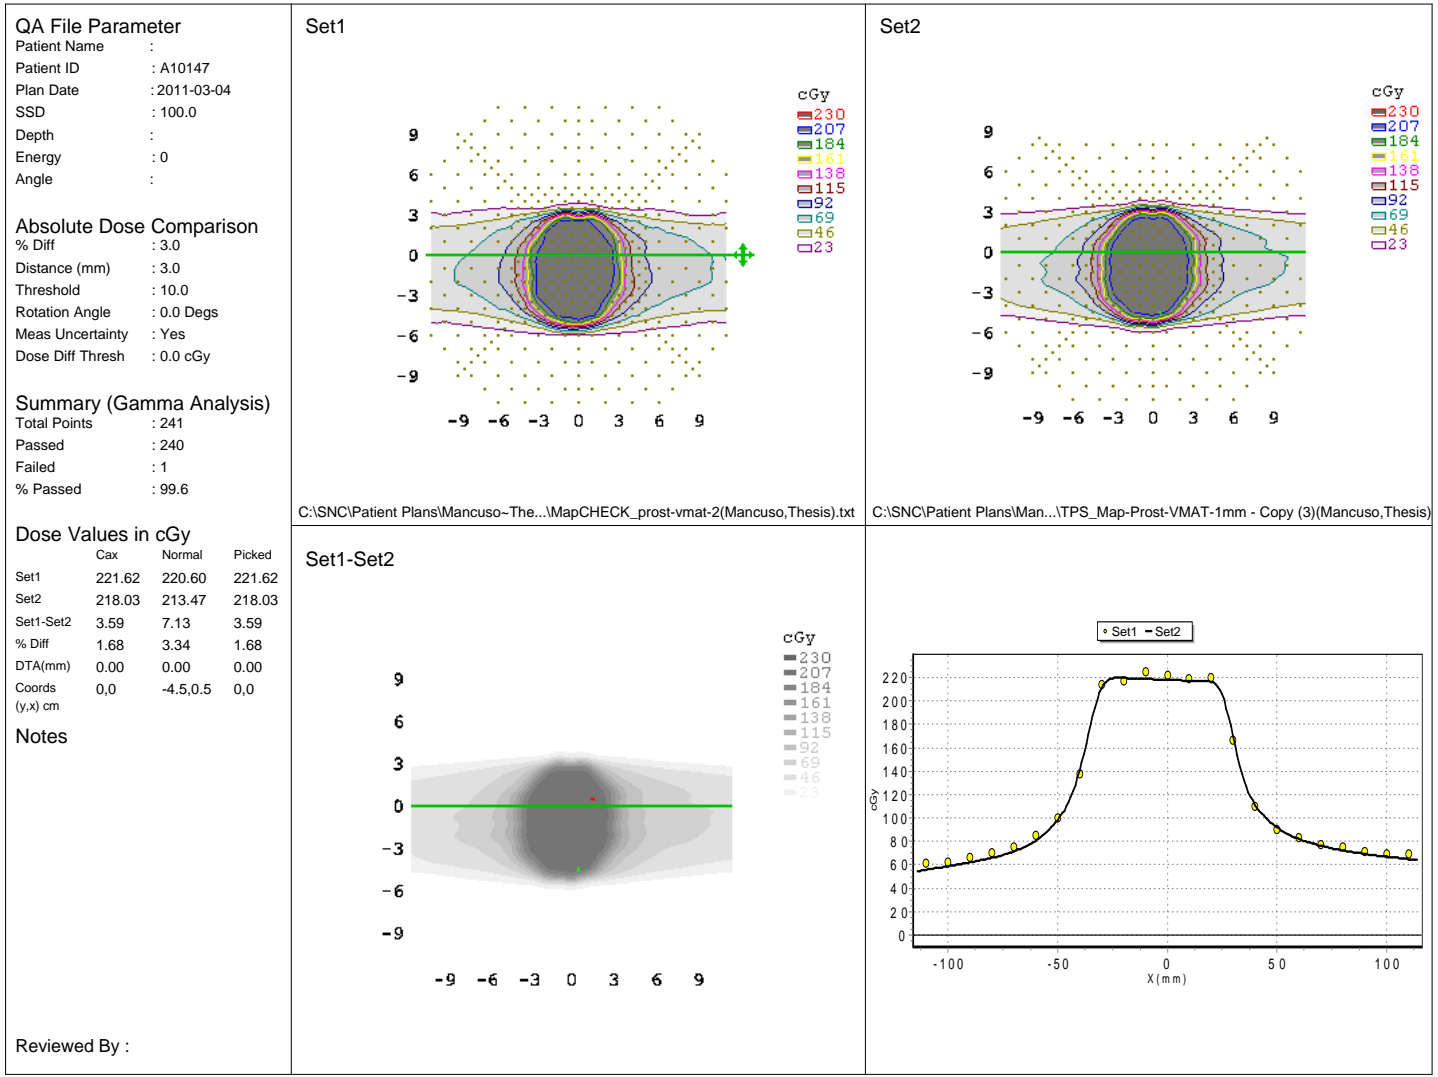 QA File Parameter
Patient Name :
Patient ID : A10147
Plan Date : 2011-03-04
SSD : 100.0
Depth :
Energy : 0
Angle :
Absolute Dose Comparison
% Diff : 3.0
Distance (mm) : 3.0
Threshold : 10.0
Rotation Angle : 0.0 Degs
Meas Uncertainty : Yes
Dose Diff Thresh : 0.0 cGy
Summary (Gamma Analysis)
Total Points : 241
Passed : 240
Failed : 1
% Passed : 99.6
Dose Values in cGy
Cax Normal Picked
Set1 221.62 220.60 221.62
Set2 218.03 213.47 218.03
Set1-Set2 3.59 7.13 3.59
% Diff 1.68 3.34 1.68
DTA(mm) 0.00 0.00 0.00
Coords 0,0 -4.5,0.5 0,0
(y,x) cm
Notes
Reviewed By :
Set1
cGy
230
207
184
161
138
115
92
69
46
23
9
6
3
0
-3
-6
-9
-9 -6 -3 0 3 6 9
C:\SNC\Patient Plans\Mancuso~The...\MapCHECK_prost-vmat-2(Mancuso,Thesis).txt
Set2
cGy
230
207
184
161
138
115
92
69
46
23
9
6
3
0
-3
-6
-9
-9 -6 -3 0 3 6 9
C:\SNC\Patient Plans\Man...\TPS_Map-Prost-VMAT-1mm - Copy (3)(Mancuso,Thesis)
Set1-Set2
cGy
230
207
184
161
138
115
92
69
46
23
9
6
3
0
-3
-6
-9
-9 -6 -3 0 3 6 9
Set1 Set2
cGy
220
200
180
160
140
120
100
80
60
40
20
0
-100 -50 0 50 100
X(mm)